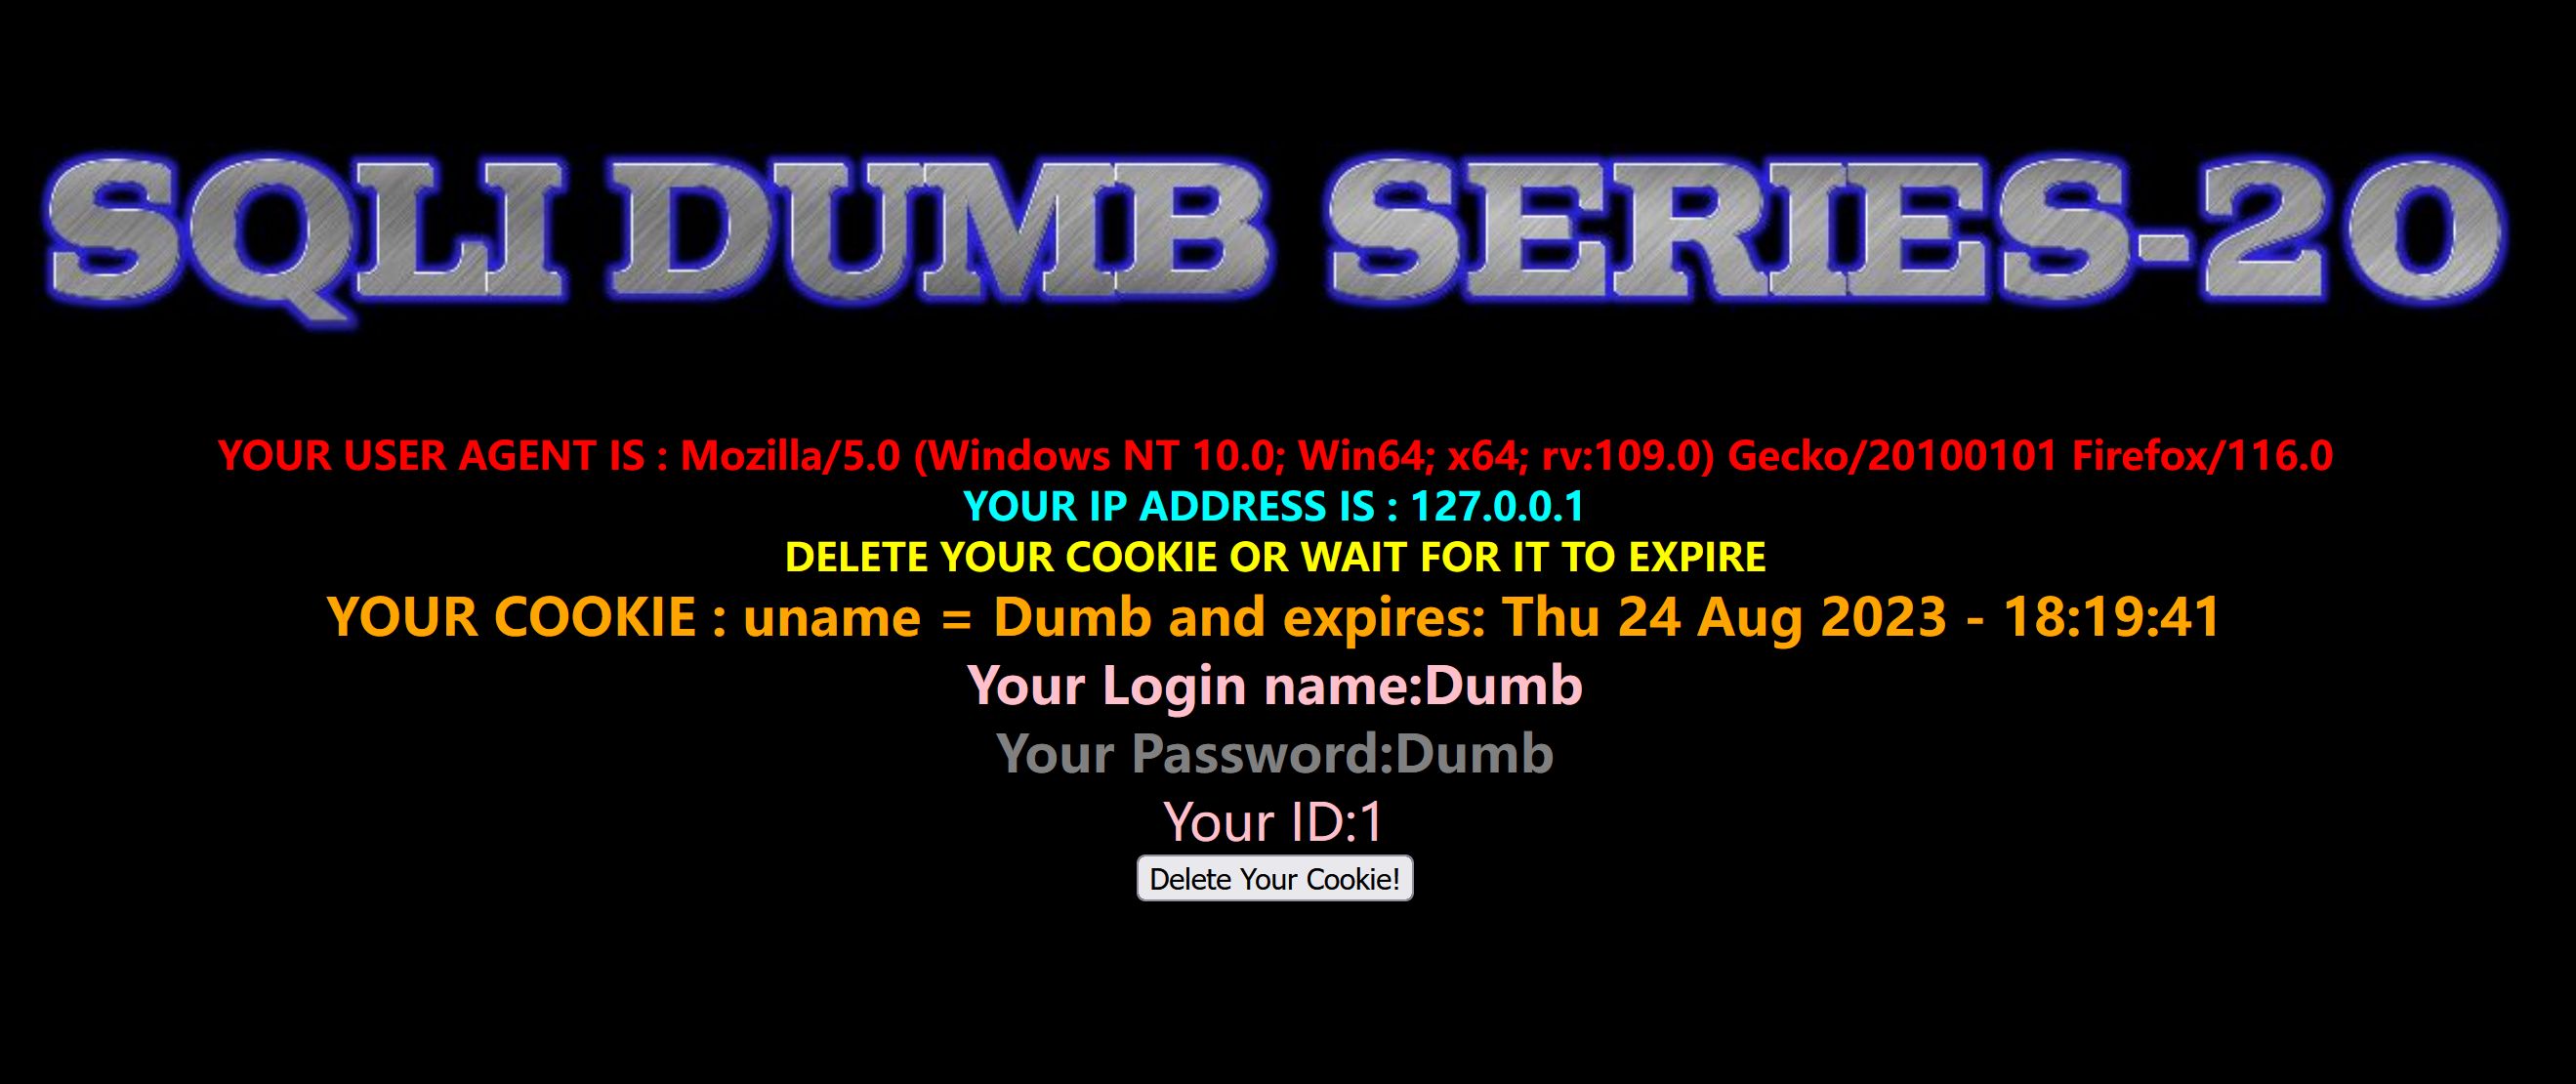 SQLI DUMB SERIES-20
YOUR USER AGENT IS : Mozilla/5.0 (Windows NT 10.0; Win64; x64; rv:109.0) Gecko/20100101 Firefox/116.0
YOUR IP ADDRESS IS : 127.0.0.1
DELETE YOUR COOKIE OR WAIT FOR IT TO EXPIRE
YOUR COOKIE : uname = Dumb and expires: Thu 24 Aug 2023 - 18:19:41
Your Login name:Dumb
Your Password:Dumb
Your ID:1
Delete Your Cookie!